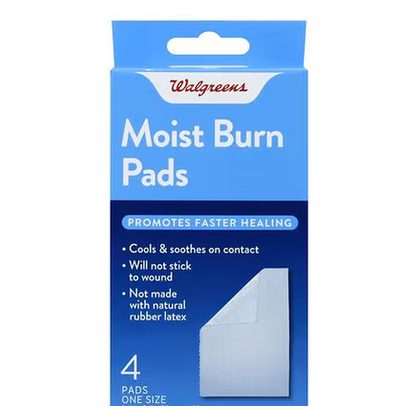 Walgreens
Moist Burn
Pads
PROMOTES FASTER HEALING
• Cools & soothes on contact
• Will not stick
to wound
• Not made
with natural
rubber latex
4
PADS
ONE SIZE